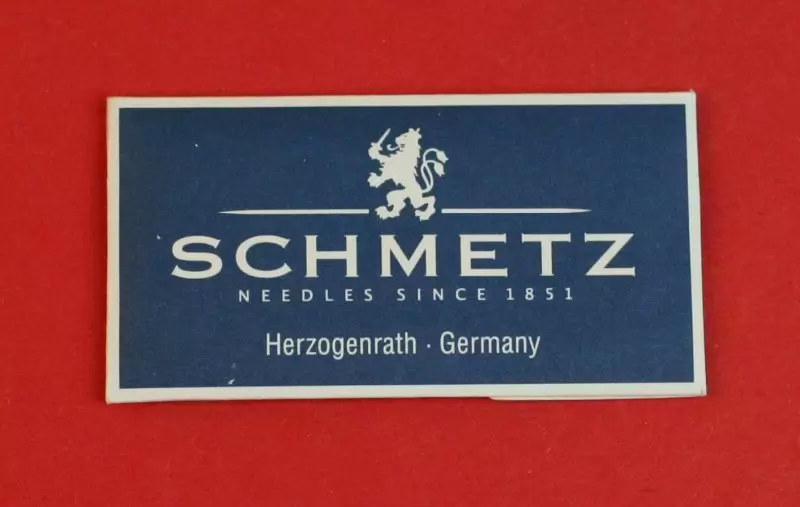 SCHMETZ
NEEDLES SINCE 1851
Herzogenrath · Germany